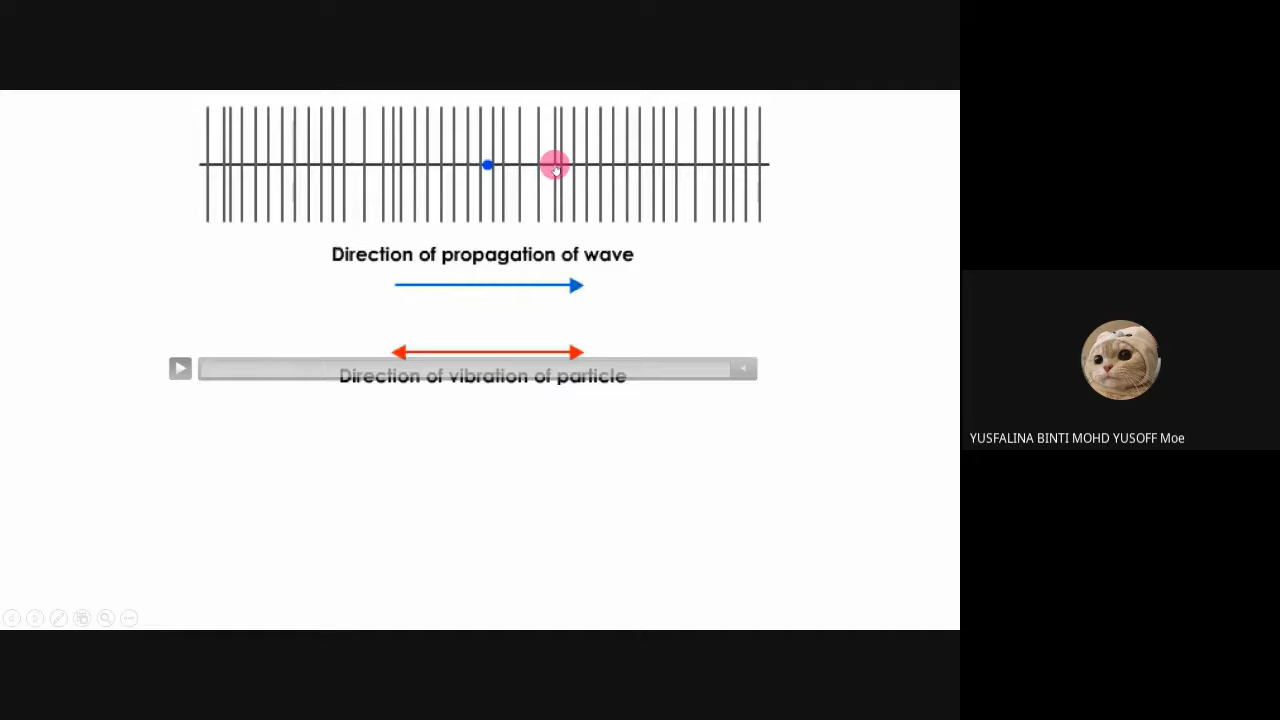 Direction of propagation of wave
Direction of vibration of particle
YUSFALINA BINTI MOHD YUSOFF Moe